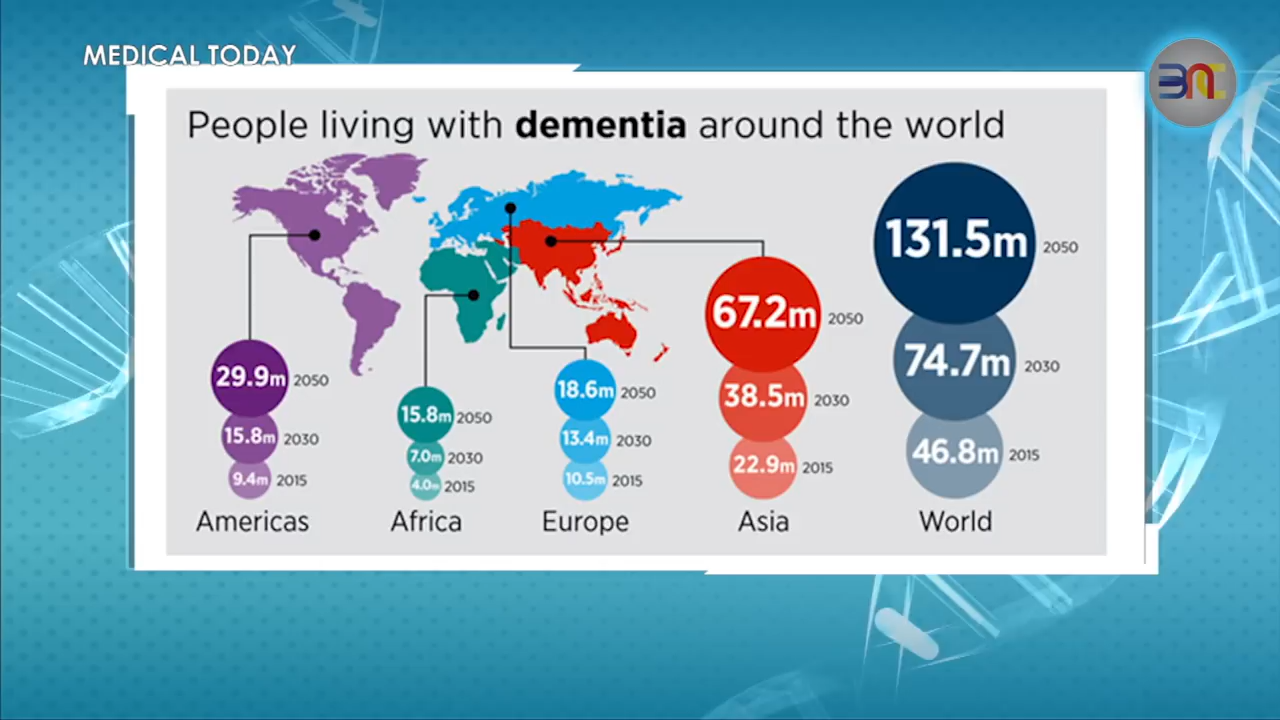 MEDICAL TODAY
People living with dementia around the world
29.9m 2050
15.8m 2030
9.4m 2015
Americas
15.8m 2050
7.0m 2030
4.0m 2015
Africa
18.6m 2050
13.4m 2030
10.5m 2015
Europe
67.2m 2050
38.5m 2030
22.9m 2015
Asia
131.5m 2050
74.7m 2030
46.8m 2015
World